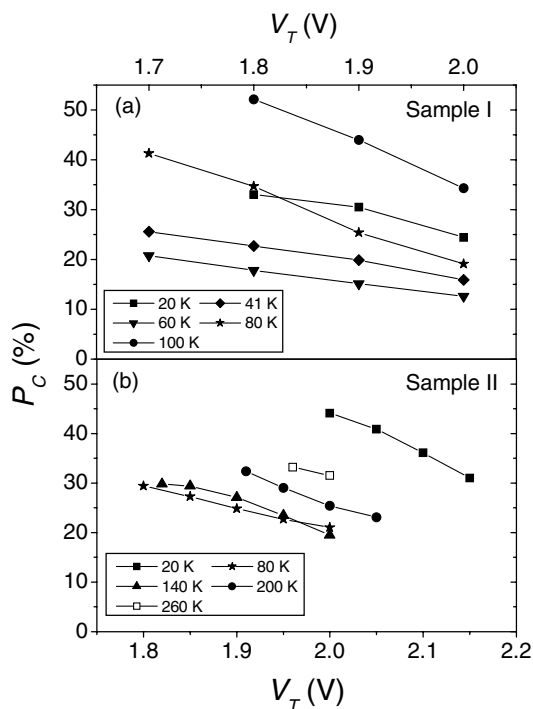 V_T (V)
1.7 1.8 1.9 2.0
(a) Sample I
50
40
30
20
10
0
20 K 41 K
60 K 80 K
100 K
P_C (%)
(b) Sample II
50
40
30
20
10
0
20 K 80 K
140 K 200 K
260 K
1.8 1.9 2.0 2.1 2.2
V_T (V)